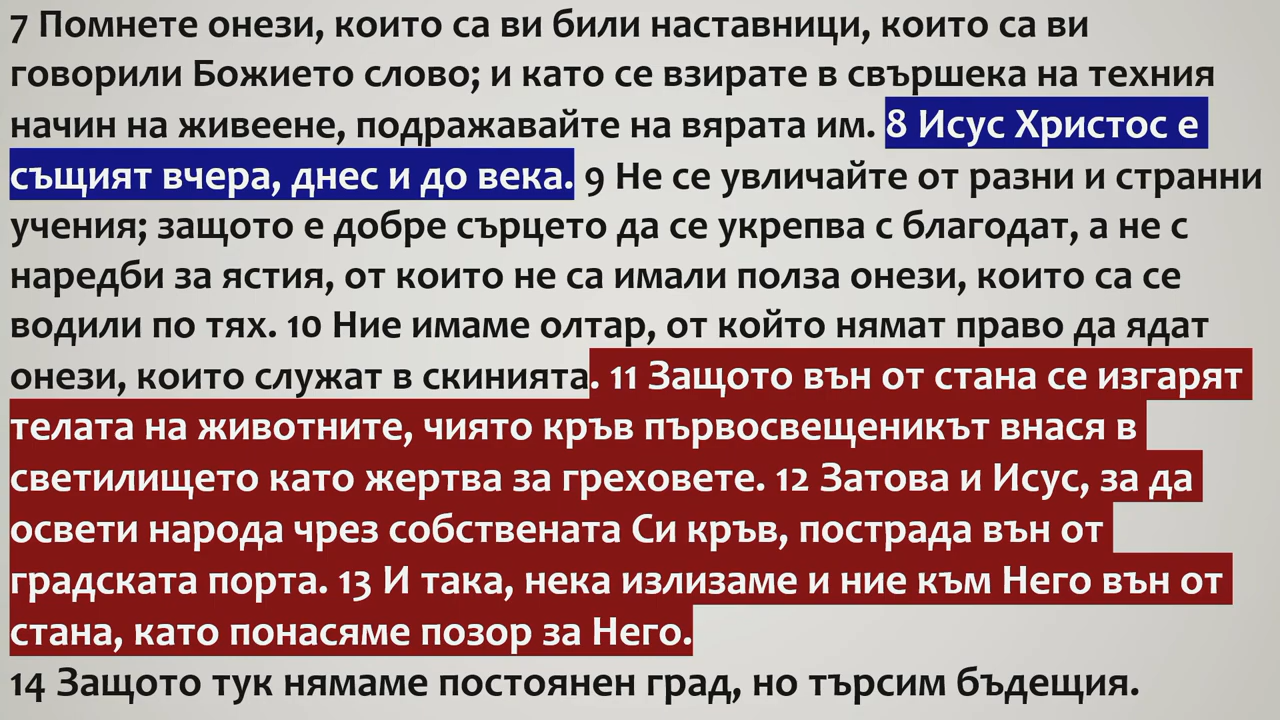 7 Помнете онези, които са ви били наставници, които са ви
говорили Божието слово; и като се взирате в свършека на техния
начин на живеене, подражавайте на вярата им. 8 Исус Христос е
същият вчера, днес и до века. 9 Не се увличайте от разни и странни
учения; защото е добре сърцето да се укрепва с благодат, а не с
наредби за ястия, от които не са имали полза онези, които са се
водили по тях. 10 Ние имаме олтар, от който нямат право да ядат
онези, които служат в скинията. 11 Защото вън от стана се изгарят
телата на животните, чиято кръв първосвещеникът внася в
светилището като жертва за греховете. 12 Затова и Исус, за да
освети народа чрез собствената Си кръв, пострада вън от
градската порта. 13 И така, нека излизаме и ние към Него вън от
стана, като понасяме позор за Него.
14 Защото тук нямаме постоянен град, но търсим бъдещия.